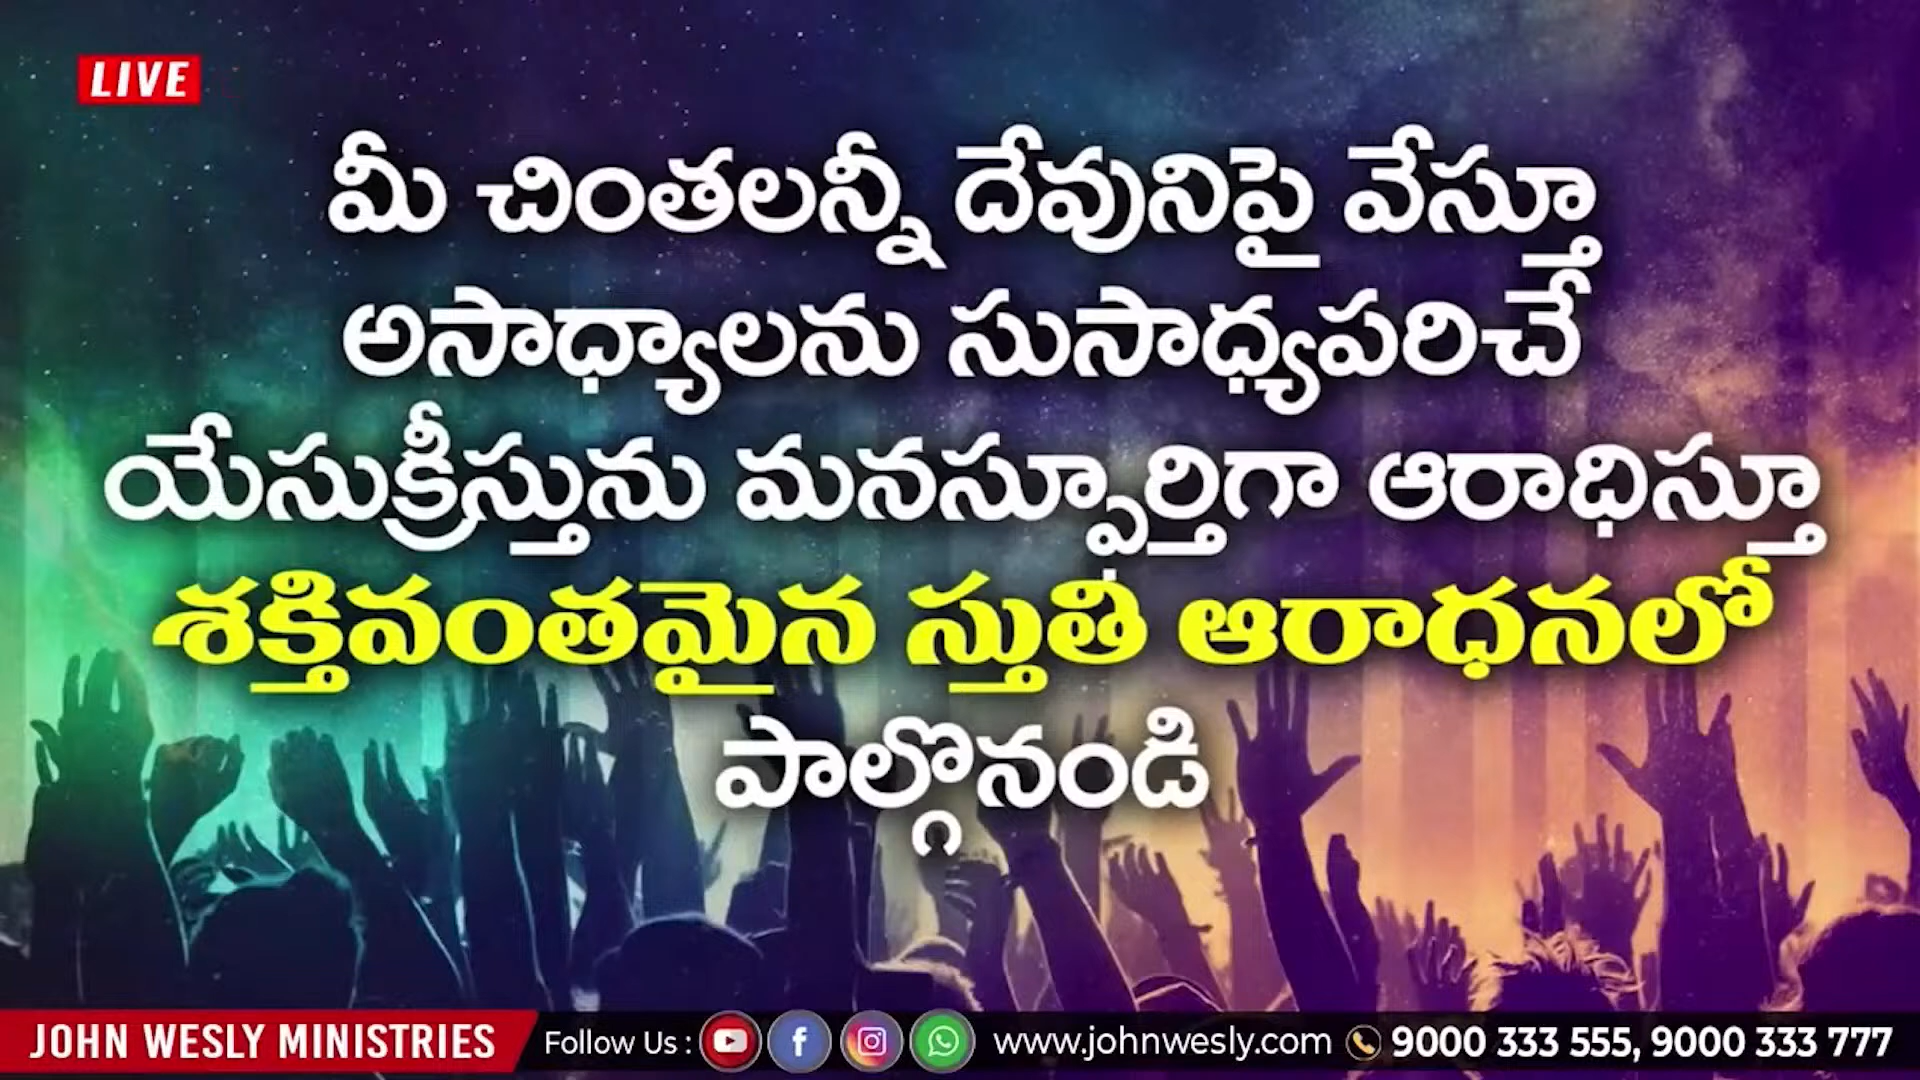 LIVE
మీ చింతలన్నీ దేవునిపై వేస్తూ
అసాధ్యాలను సుసాధ్యపరిచే
యేసుక్రీస్తును మనస్ఫూర్తిగా ఆరాధిస్తూ
శక్తివంతమైన స్తుతి ఆరాధనలో
పాల్గొనండి
JOHN WESLY MINISTRIES Follow Us : www.johnwesly.com 9000 333 555, 9000 333 777